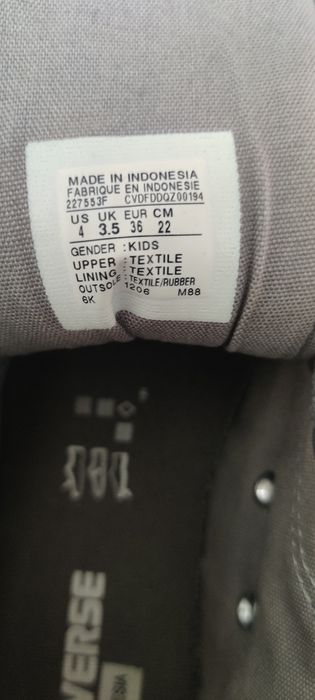 MADE IN INDONESIA
FABRIQUE EN INDONESIE
227553F CVDFDDQZ00194
US UK EUR CM
4 3.5 36 22
GENDER : KIDS
UPPER : TEXTILE
LINING : TEXTILE
OUTSOLE : TEXTILE/RUBBER
6K 1206 M88
VERSE